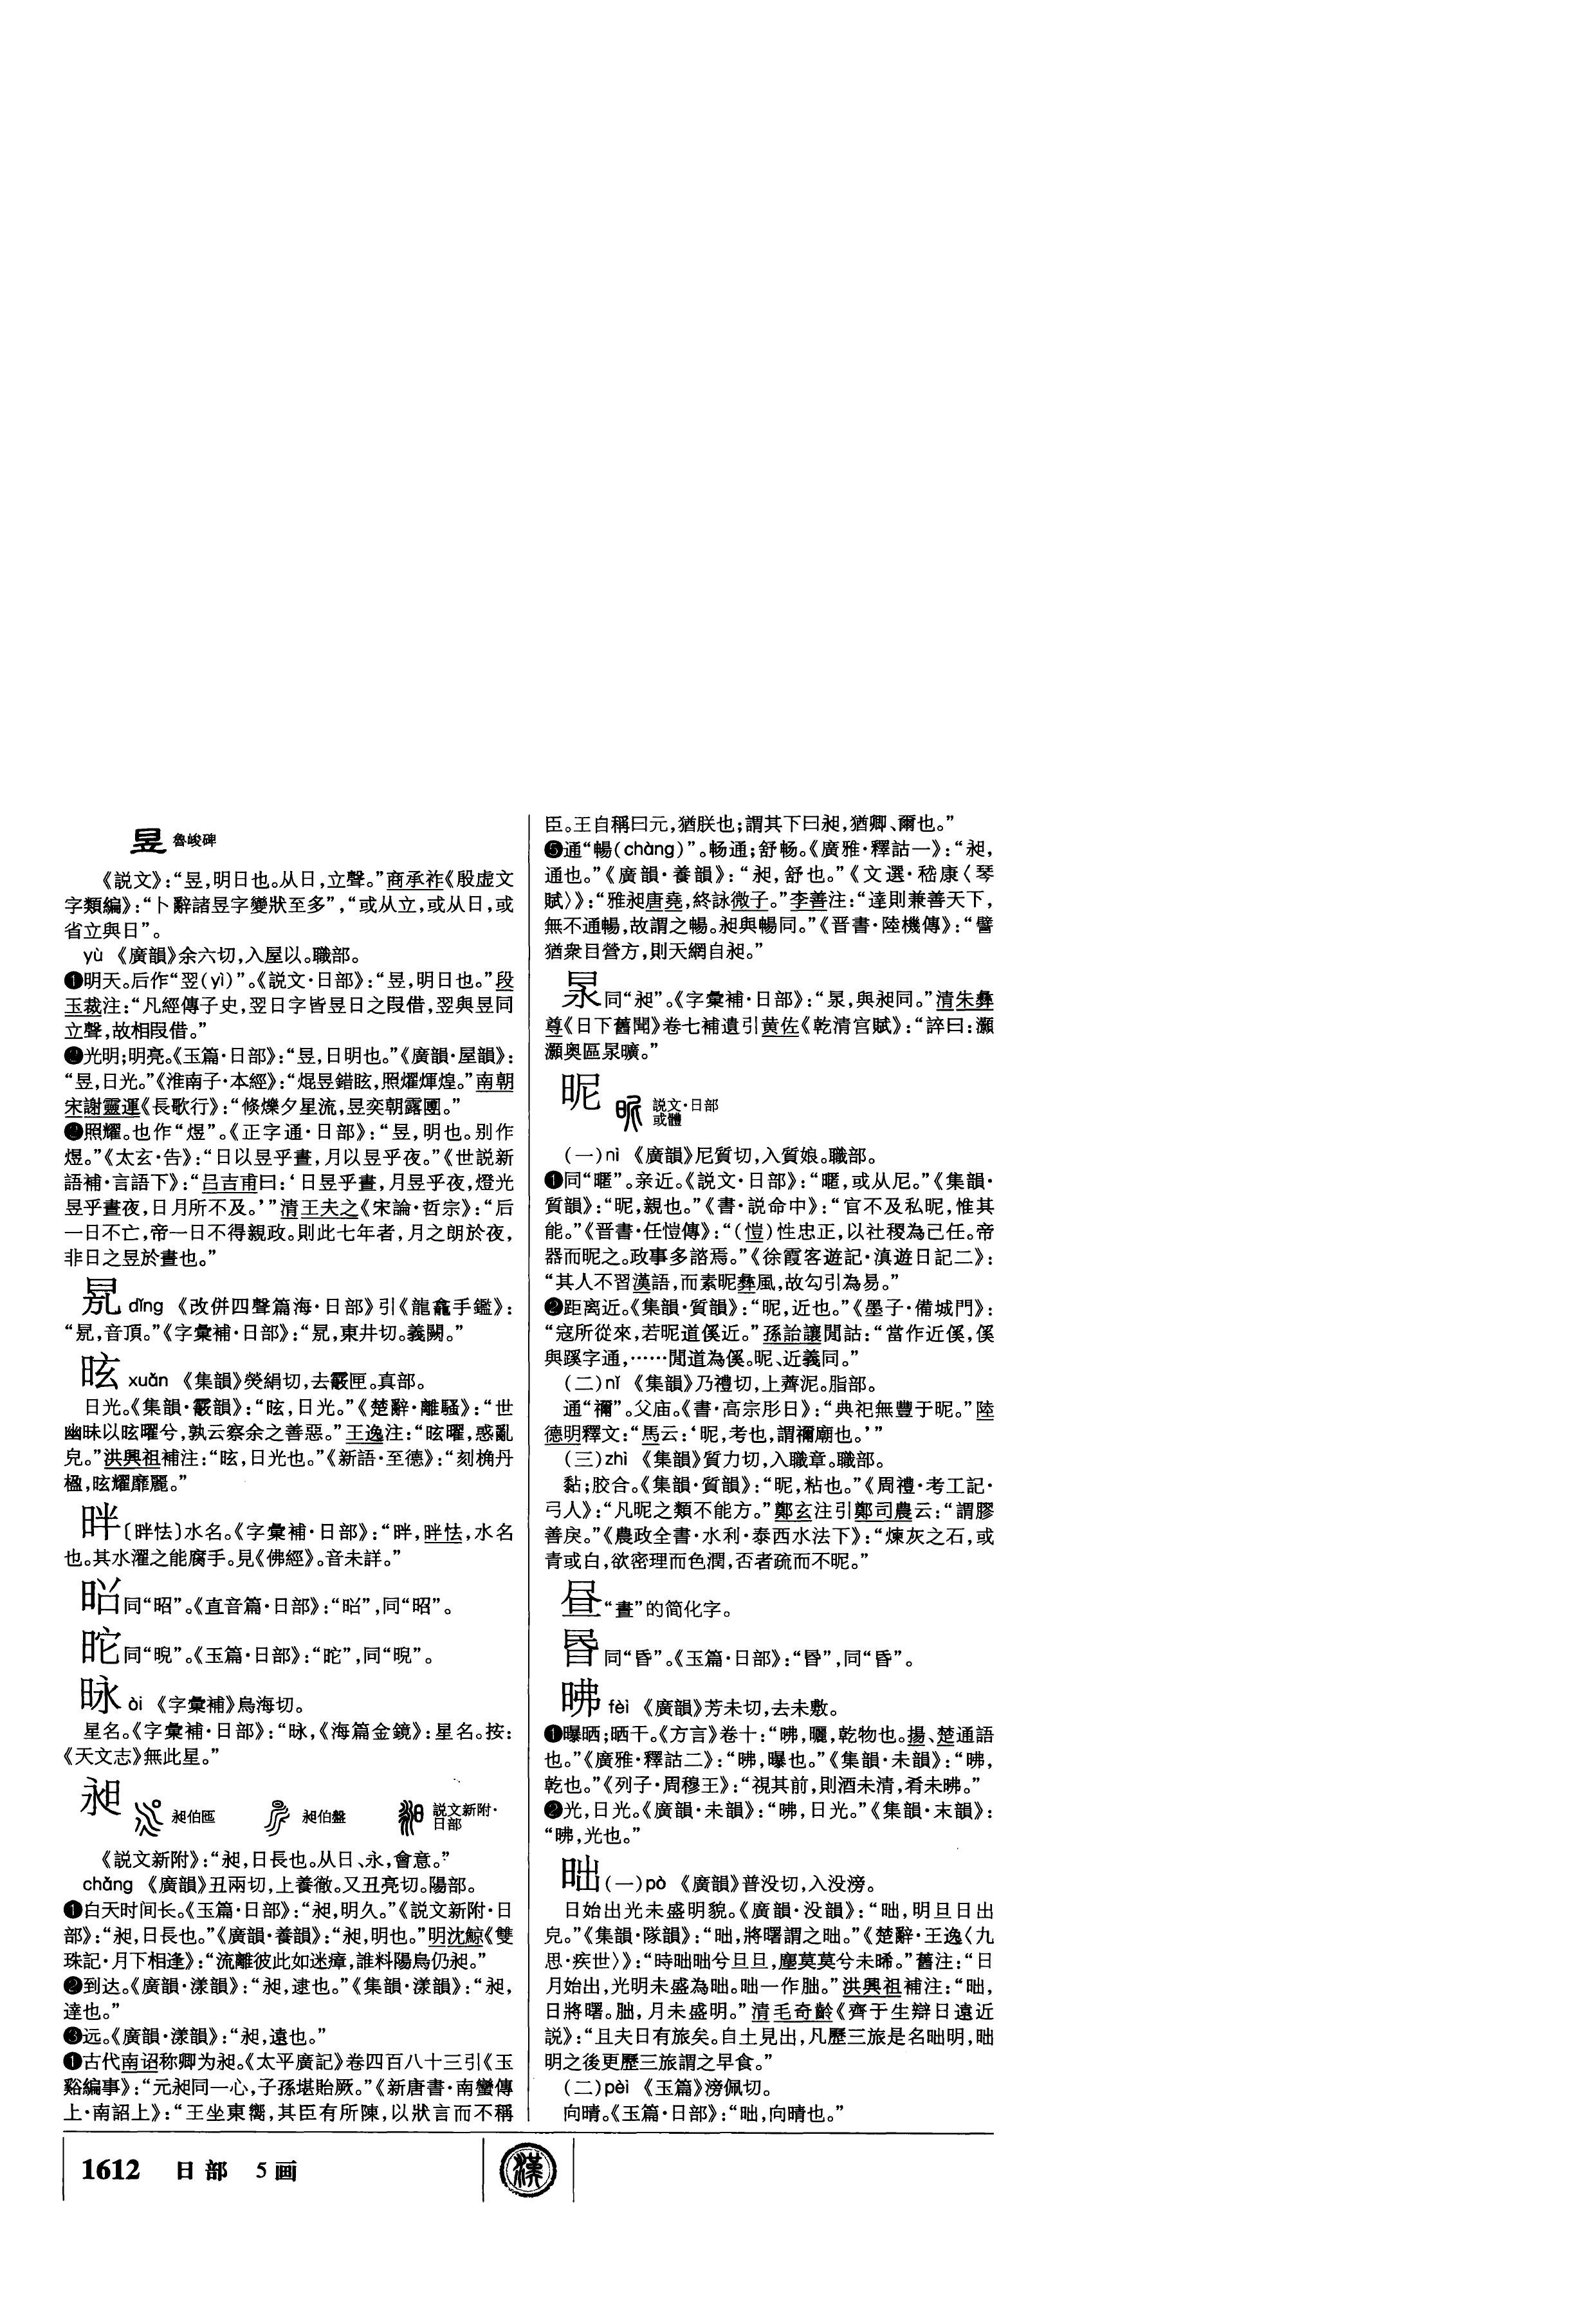 昱 魯峻碑
《説文》：“昱，明日也。从日，立聲。”商承祚《殷虚文
字類編》：“卜辭諸昱字變狀至多”，“或从立，或从日，或
省立與日”。
yù 《廣韻》余六切，入屋以。職部。
❶明天。后作“翌(yì)”。《説文·日部》：“昱，明日也。”段
玉裁注：“凡經傳子史，翌日字皆昱日之叚借，翌與昱同
立聲，故相叚借。”
❷光明；明亮。《玉篇·日部》：“昱，日明也。”《廣韻·屋韻》：
“昱，日光。”《淮南子·本經》：“焜昱錯眩，照燿煇煌。”南朝
宋謝靈運《長歌行》：“倏爍夕星流，昱奕朝露團。”
❷照耀。也作“煜”。《正字通·日部》：“昱，明也。别作
煜。”《太玄·告》：“日以昱乎晝，月以昱乎夜。”《世説新
語補·言語下》：“吕吉甫曰：‘日昱乎晝，月昱乎夜，燈光
昱乎晝夜，日月所不及。’”清王夫之《宋論·哲宗》：“后
一日不亡，帝一日不得親政。則此七年者，月之朗於夜，
非日之昱於晝也。”
㫀 dǐng 《改併四聲篇海·日部》引《龍龕手鑑》：
“㫀，音頂。”《字彙補·日部》：“㫀，東井切。義闕。”
昡 xuǎn 《集韻》熒絹切，去霰匣。真部。
日光。《集韻·霰韻》：“昡，日光。”《楚辭·離騷》：“世
幽昧以昡曜兮，孰云察余之善惡。”王逸注：“昡曜，惑亂
皃。”洪興祖補注：“昡，日光也。”《新語·至德》：“刻桷丹
楹，昡耀靡麗。”
〔怯〕水名。《字彙補·日部》：“怯，水名
也。其水濯之能腐手。見《佛經》。音未詳。”
同“昭”。《直音篇·日部》：“”，同“昭”。
同“晲”。《玉篇·日部》：“”，同“晲”。
昹 òi 《字彙補》烏海切。
星名。《字彙補·日部》：“昹，《海篇金鏡》：星名。按：
《天文志》無此星。”
昶 昶伯匜 昶伯盤 説文新附·
日部
《説文新附》：“昶，日長也。从日、永，會意。”
chǎng 《廣韻》丑兩切，上養徹。又丑亮切。陽部。
❶白天时间长。《玉篇·日部》：“昶，明久。”《説文新附·日
部》：“昶，日長也。”《廣韻·養韻》：“昶，明也。”明沈鯨《雙
珠記·月下相逢》：“流離彼此如迷瘴，誰料陽烏仍昶。”
❷到达。《廣韻·漾韻》：“昶，逮也。”《集韻·漾韻》：“昶，
達也。”
❸远。《廣韻·漾韻》：“昶，遠也。”
❶古代南诏称卿为昶。《太平廣記》卷四百八十三引《玉
谿編事》：“元昶同一心，子孫堪貽厥。”《新唐書·南蠻傳
上·南詔上》：“王坐東嚮，其臣有所陳，以狀言而不稱
臣。王自稱曰元，猶朕也；謂其下曰昶，猶卿、爾也。”
❺通“暢(chàng)”。畅通；舒畅。《廣雅·釋詁一》：“昶，
通也。”《廣韻·養韻》：“昶，舒也。”《文選·嵇康〈琴
賦〉》：“雅昶唐堯，終詠微子。”李善注：“達則兼善天下，
無不通暢，故謂之暢。昶與暢同。”《晋書·陸機傳》：“譬
猶衆目營方，則天網自昶。”
同“昶”。《字彙補·日部》：“，與昶同。”清朱彝
尊《日下舊聞》卷七補遺引黄佐《乾清宫賦》：“誶曰：灝
灝奥區曠。”
昵 説文·日部
或體
(一)nì 《廣韻》尼質切，入質娘。職部。
❶同“暱”。亲近。《説文·日部》：“暱，或从尼。”《集韻·
質韻》：“昵，親也。”《書·説命中》：“官不及私昵，惟其
能。”《晋書·任愷傳》：“(愷)性忠正，以社稷為己任。帝
器而昵之。政事多諮焉。”《徐霞客遊記·滇遊日記二》：
“其人不習漢語，而素昵彝風，故勾引為易。”
❷距离近。《集韻·質韻》：“昵，近也。”《墨子·備城門》：
“寇所從來，若昵道傒近。”孫詒讓閒詁：“當作近傒，傒
與蹊字通，……閒道為傒。昵、近義同。”
(二)nǐ 《集韻》乃禮切，上薺泥。脂部。
通“禰”。父庙。《書·高宗肜日》：“典祀無豐于昵。”陸
德明釋文：“馬云：‘昵，考也，謂禰廟也。’”
(三)zhì 《集韻》質力切，入職章。職部。
黏；胶合。《集韻·質韻》：“昵，粘也。”《周禮·考工記·
弓人》：“凡昵之類不能方。”鄭玄注引鄭司農云：“謂膠
善戾。”《農政全書·水利·泰西水法下》：“煉灰之石，或
青或白，欲密理而色潤，否者疏而不昵。”
昼“晝”的简化字。
昬同“昏”。《玉篇·日部》：“昬”，同“昏”。
昲 fèi 《廣韻》芳未切，去未敷。
❶曝晒；晒干。《方言》卷十：“昲，曬，乾物也。揚、楚通語
也。”《廣雅·釋詁二》：“昲，曝也。”《集韻·未韻》：“昲，
乾也。”《列子·周穆王》：“視其前，則酒未清，肴未昲。”
❷光，日光。《廣韻·未韻》：“昲，日光。”《集韻·末韻》：
“昲，光也。”
昢(一)pò 《廣韻》普没切，入没滂。
日始出光未盛明貌。《廣韻·没韻》：“昢，明旦日出
皃。”《集韻·隊韻》：“昢，將曙謂之昢。”《楚辭·王逸〈九
思·疾世〉》：“時昢昢兮旦旦，塵莫莫兮未晞。”舊注：“日
月始出，光明未盛為昢。昢一作朏。”洪興祖補注：“昢，
日將曙。朏，月未盛明。”清毛奇齡《齊于生辯日遠近
説》：“且夫日有旅矣。自土見出，凡歷三旅是名昢明，昢
明之後更歷三旅謂之早食。”
(二)pèi 《玉篇》滂佩切。
向晴。《玉篇·日部》：“昢，向晴也。”
1612 日部 5画 漢